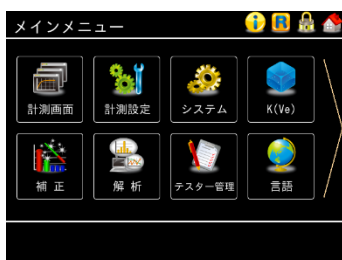 メインメニュー
i R
計測画面 計測設定 システム K(Ve)
補 正 解 析 テスター管理 言語